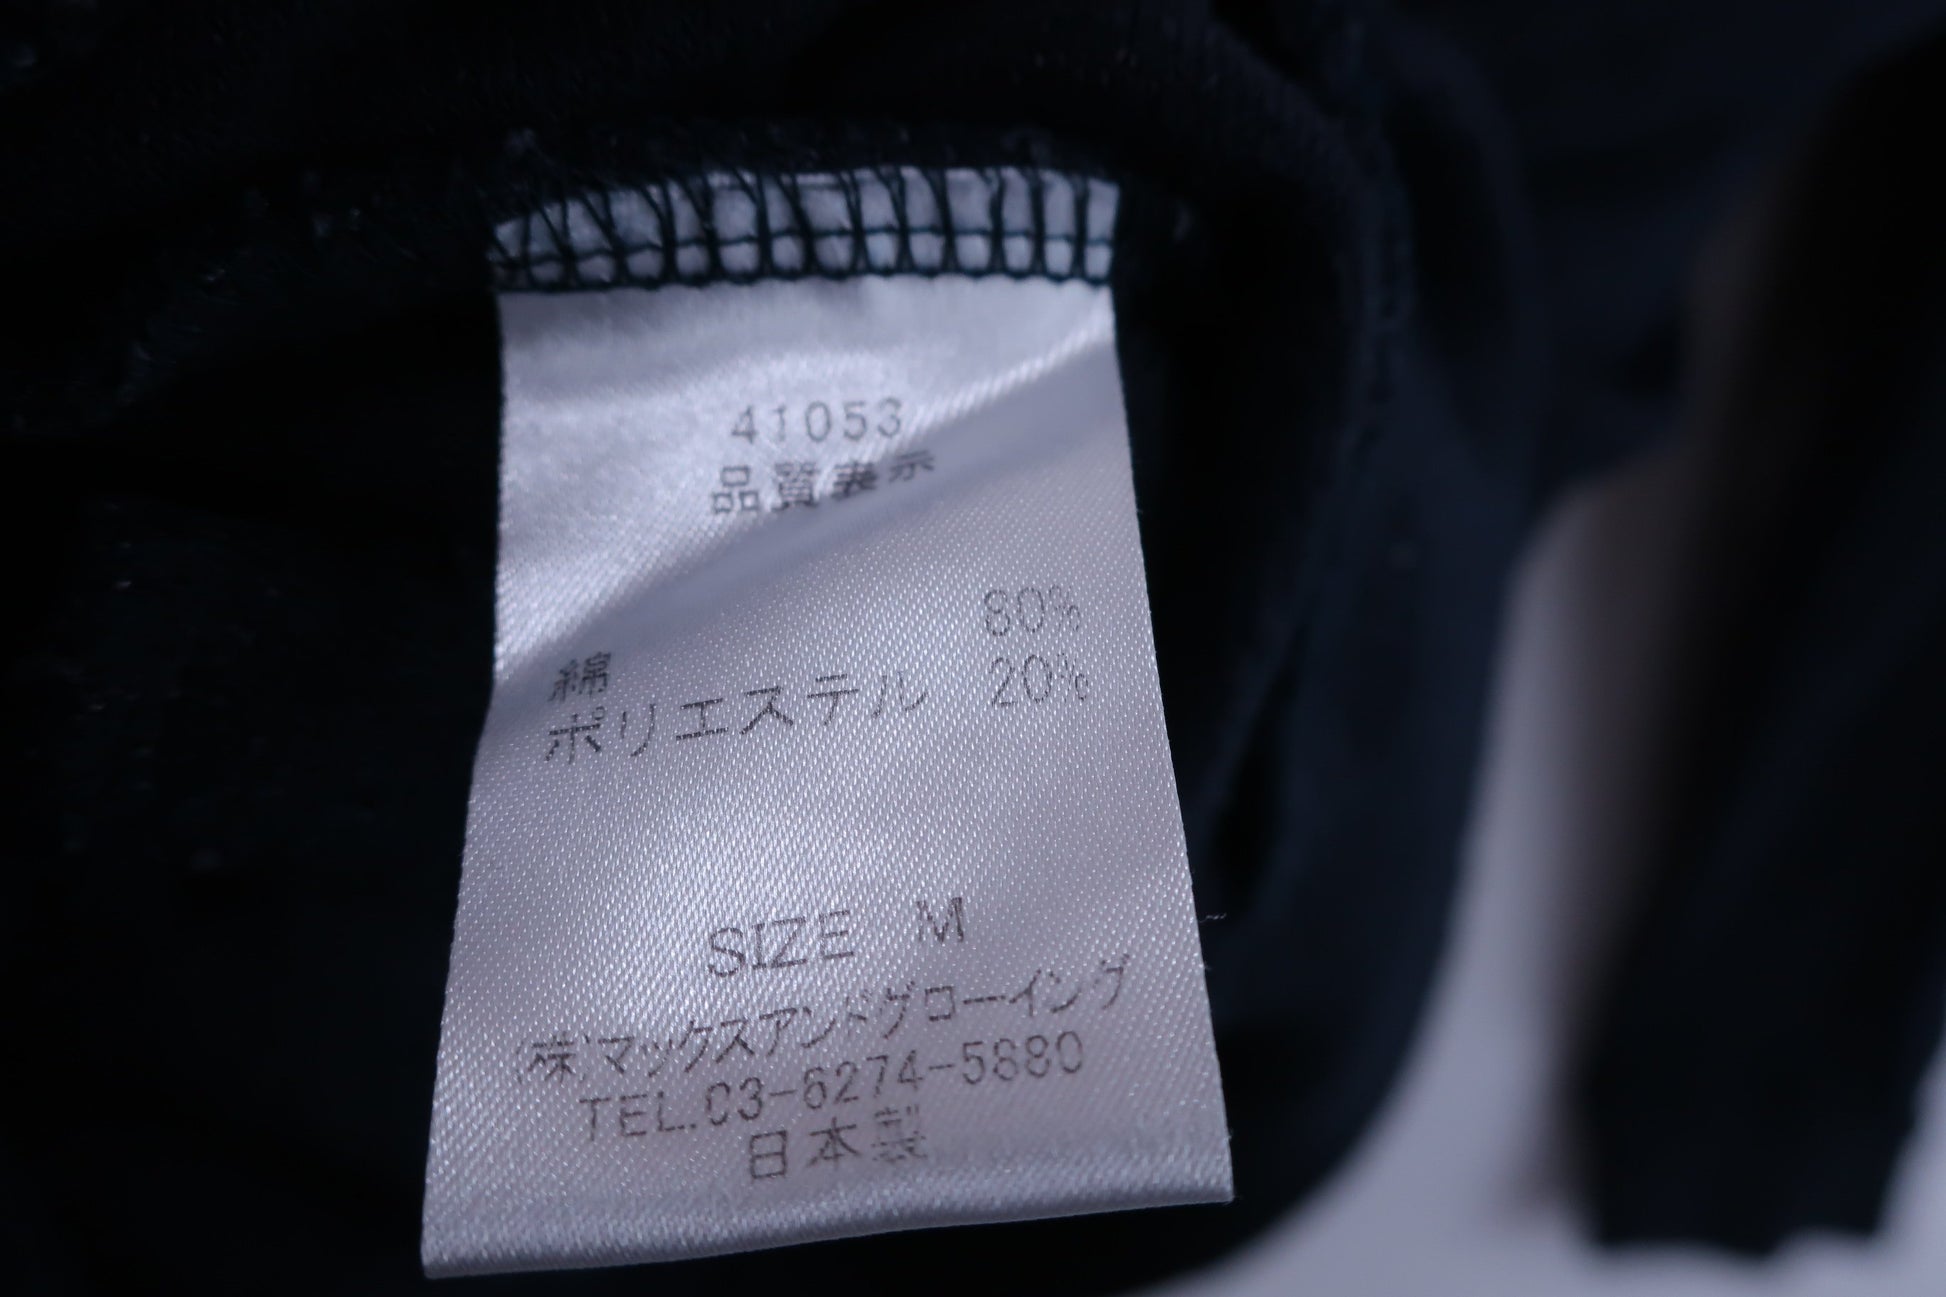 41053
品質表示
綿 80%
ポリエステル 20%
SIZE M
(株)マックスアンドグローイング
TEL.03-6274-5880
日本製